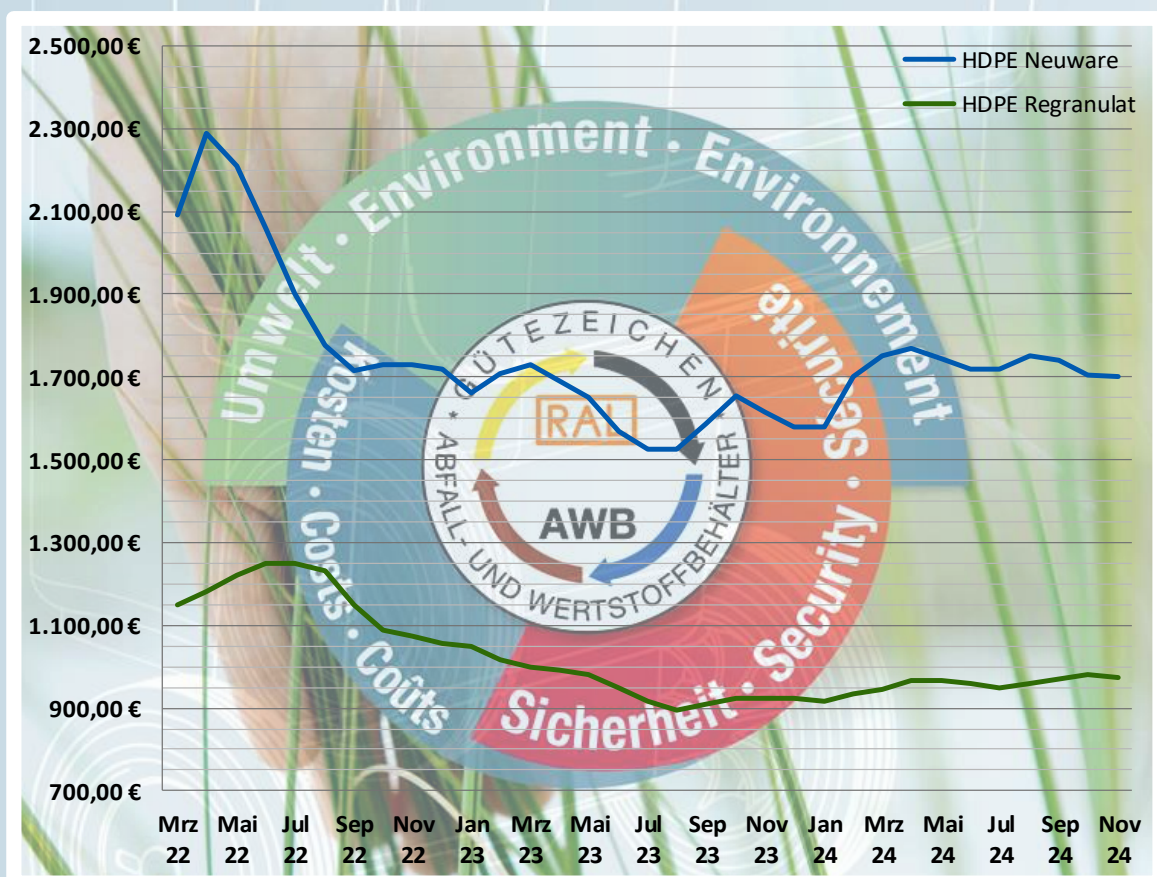 2.500,00 €
2.300,00 €
2.100,00 €
1.900,00 €
1.700,00 €
1.500,00 €
1.300,00 €
1.100,00 €
900,00 €
700,00 €
HDPE Neuware
HDPE Regranulat
Umwelt · Environment · Environnement
Kosten · Costs · Coûts
Sicherheit · Security · Sécurité
GÜTEZEICHEN
RAL
AWB
* ABFALL- UND WERTSTOFFBEHÄLTER *
Mrz Mai Jul Sep Nov Jan Mrz Mai Jul Sep Nov Jan Mrz Mai Jul Sep Nov
22 22 22 22 22 23 23 23 23 23 23 24 24 24 24 24 24